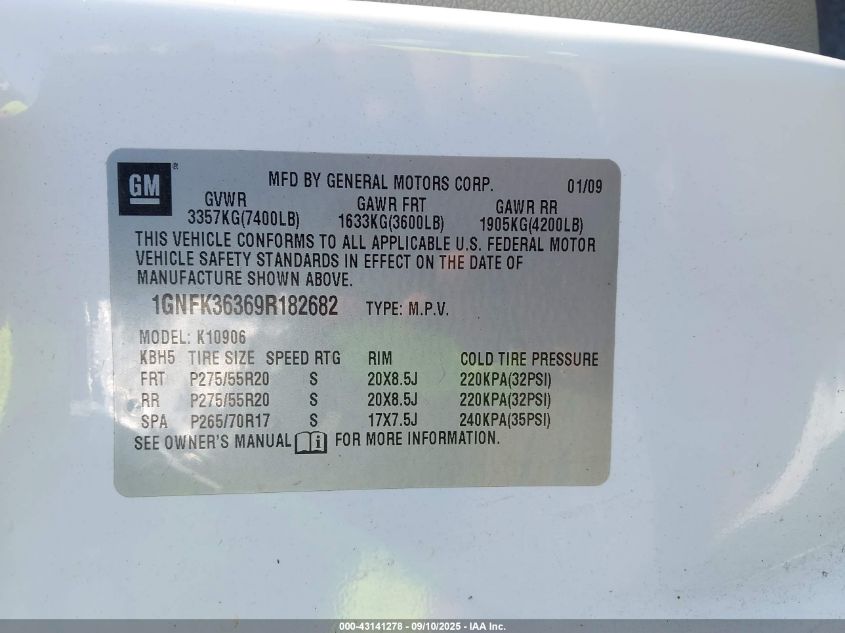 GM ®
MFD BY GENERAL MOTORS CORP. 01/09
GVWR GAWR FRT GAWR RR
3357KG(7400LB) 1633KG(3600LB) 1905KG(4200LB)
THIS VEHICLE CONFORMS TO ALL APPLICABLE U.S. FEDERAL MOTOR
VEHICLE SAFETY STANDARDS IN EFFECT ON THE DATE OF
MANUFACTURE SHOWN ABOVE.
1GNFK36369R182682 TYPE: M.P.V.
MODEL: K10906
KBH5 TIRE SIZE SPEED RTG RIM COLD TIRE PRESSURE
FRT P275/55R20 S 20X8.5J 220KPA(32PSI)
RR P275/55R20 S 20X8.5J 220KPA(32PSI)
SPA P265/70R17 S 17X7.5J 240KPA(35PSI)
SEE OWNER'S MANUAL i FOR MORE INFORMATION.
000-43141278 - 09/10/2025 - IAA Inc.